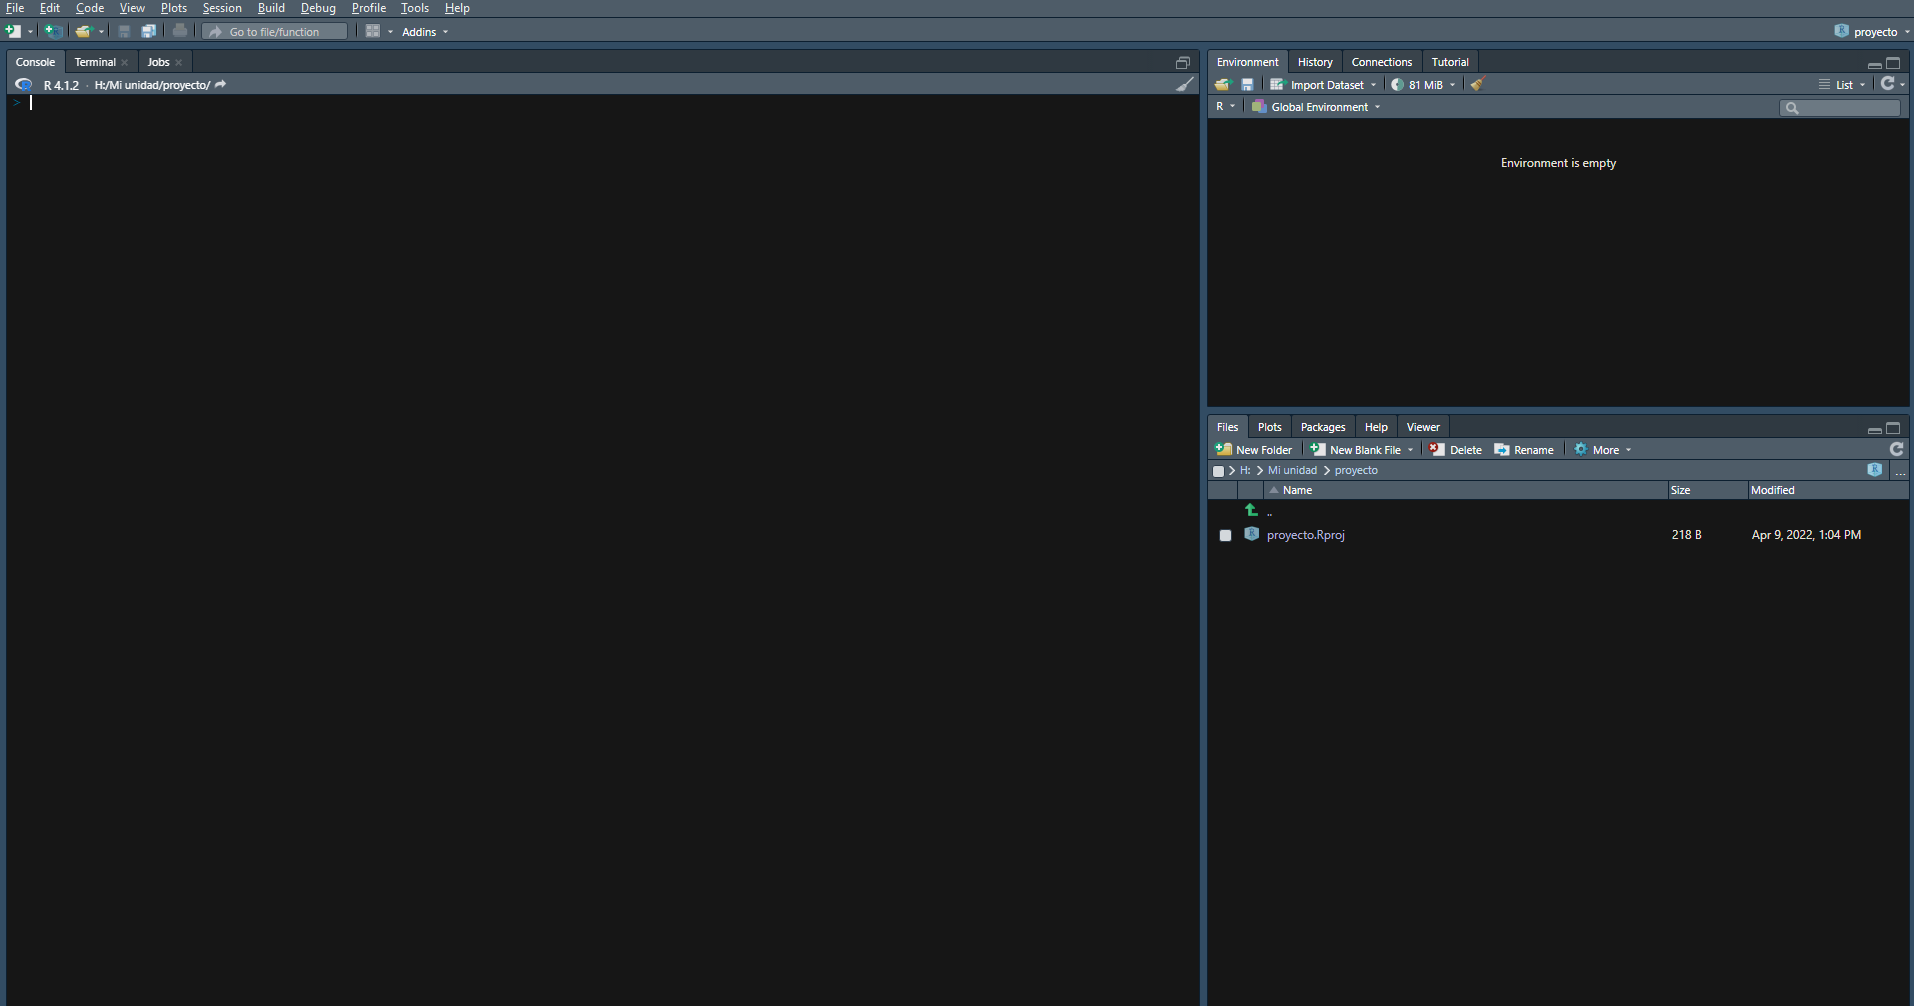 File Edit Code View Plots Session Build Debug Profile Tools Help
Go to file/function Addins proyecto
Console Terminal Jobs
R 4.1.2 · H:/Mi unidad/proyecto/
>
Environment History Connections Tutorial
Import Dataset 81 MiB List
R Global Environment
Environment is empty
Files Plots Packages Help Viewer
New Folder New Blank File Delete Rename More
H: Mi unidad proyecto ...
Name Size Modified
..
proyecto.Rproj 218 B Apr 9, 2022, 1:04 PM